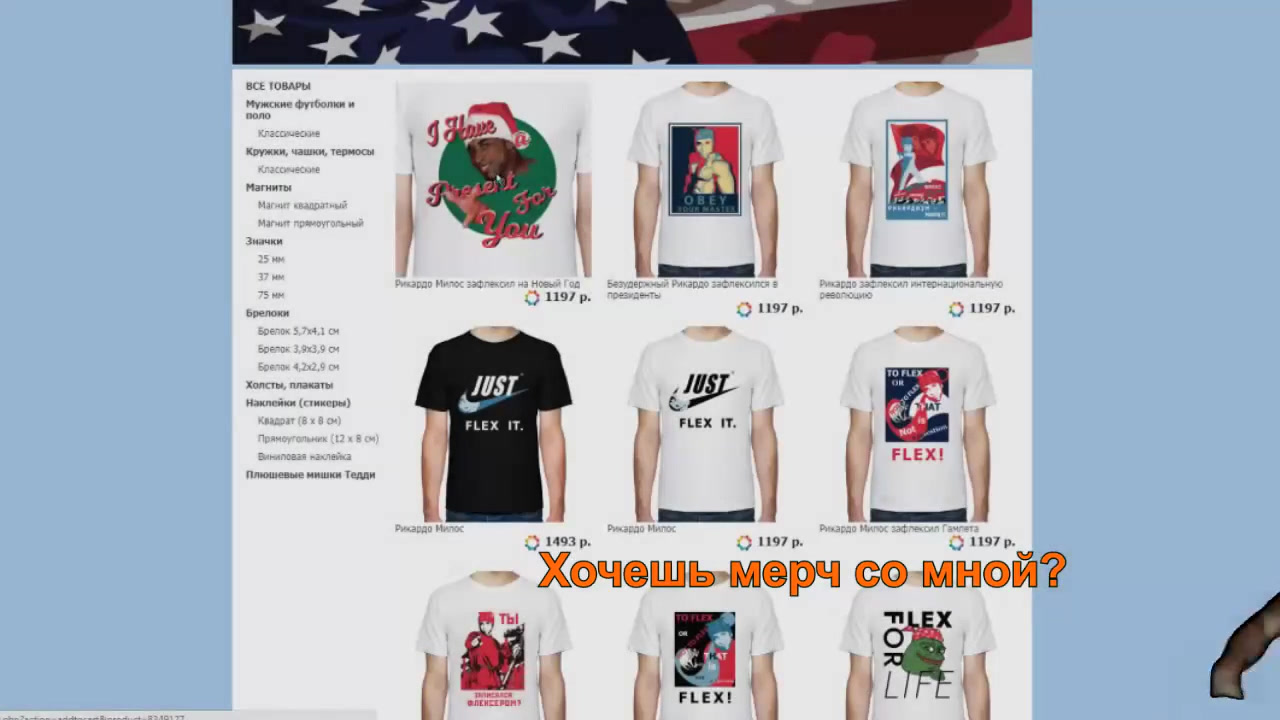 ВСЕ ТОВАРЫ
Мужские футболки и
поло
Классические
Кружки, чашки, термосы
Классические
Магниты
Магнит квадратный
Магнит прямоугольный
Значки
25 мм
37 мм
75 мм
Брелоки
Брелок 5,7x4,1 см
Брелок 3,9x3,9 см
Брелок 4,2x2,9 см
Холсты, плакаты
Наклейки (стикеры)
Квадрат (8 x 8 см)
Прямоугольник (12 x 8 см)
Виниловая наклейка
Плюшевые мишки Тедди
I Have
a
Present
For
You
Рикардо Милос зафлексил на Новый Год
1197 р.
OBEY
YOUR MASTER
Безудержный Рикардо зафлексился в
президенты
1197 р.
Рикардо зафлексил интернациональную
революцию
1197 р.
JUST
FLEX IT.
Рикардо Милос
1493 р.
JUST
FLEX IT.
Рикардо Милос
1197 р.
TO FLEX
OR
Not
THAT
is
FLEX!
Рикардо Милос зафлексил Гамлета
1197 р.
Хочешь мерч со мной?
ТЫ
ЗАПИСАЛСЯ
ФЛЕКСЕРОМ?
TO FLEX
OR
THAT
is
FLEX!
FLEX
FOR
LIFE